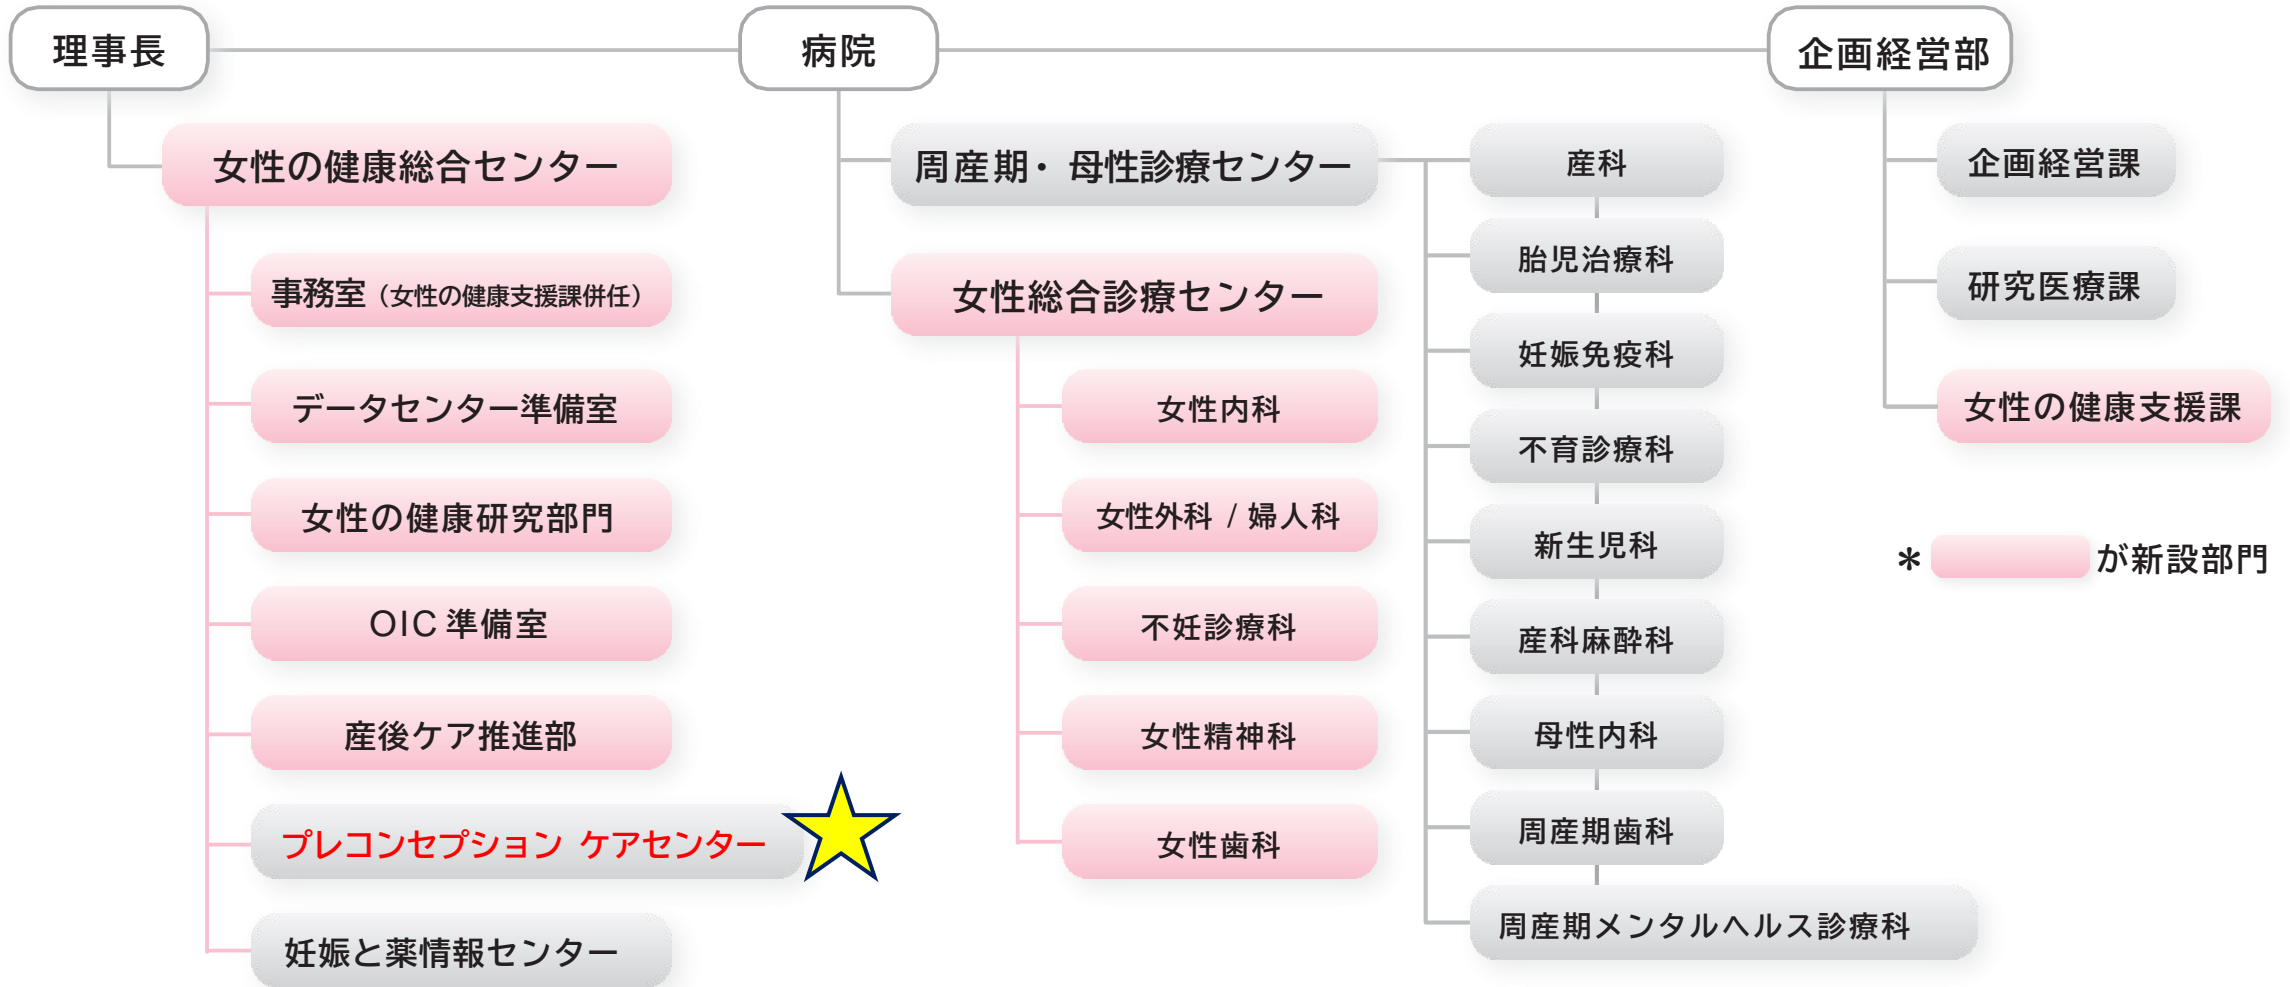 理事長
女性の健康総合センター
事務室（女性の健康支援課併任）
データセンター準備室
女性の健康研究部門
OIC 準備室
産後ケア推進部
プレコンセプション ケアセンター
妊娠と薬情報センター
病院
周産期・母性診療センター
女性総合診療センター
女性内科
女性外科 / 婦人科
不妊診療科
女性精神科
女性歯科
産科
胎児治療科
妊娠免疫科
不育診療科
新生児科
産科麻酔科
母性内科
周産期歯科
周産期メンタルヘルス診療科
企画経営部
企画経営課
研究医療課
女性の健康支援課
＊ が新設部門